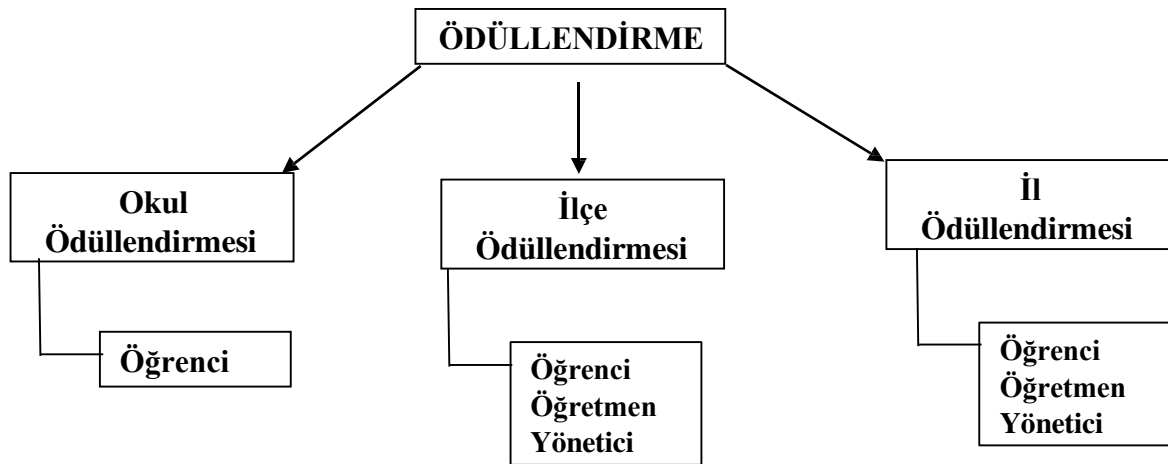 ÖDÜLLENDİRME
Okul
Ödüllendirmesi
Öğrenci
İlçe
Ödüllendirmesi
Öğrenci
Öğretmen
Yönetici
İl
Ödüllendirmesi
Öğrenci
Öğretmen
Yönetici